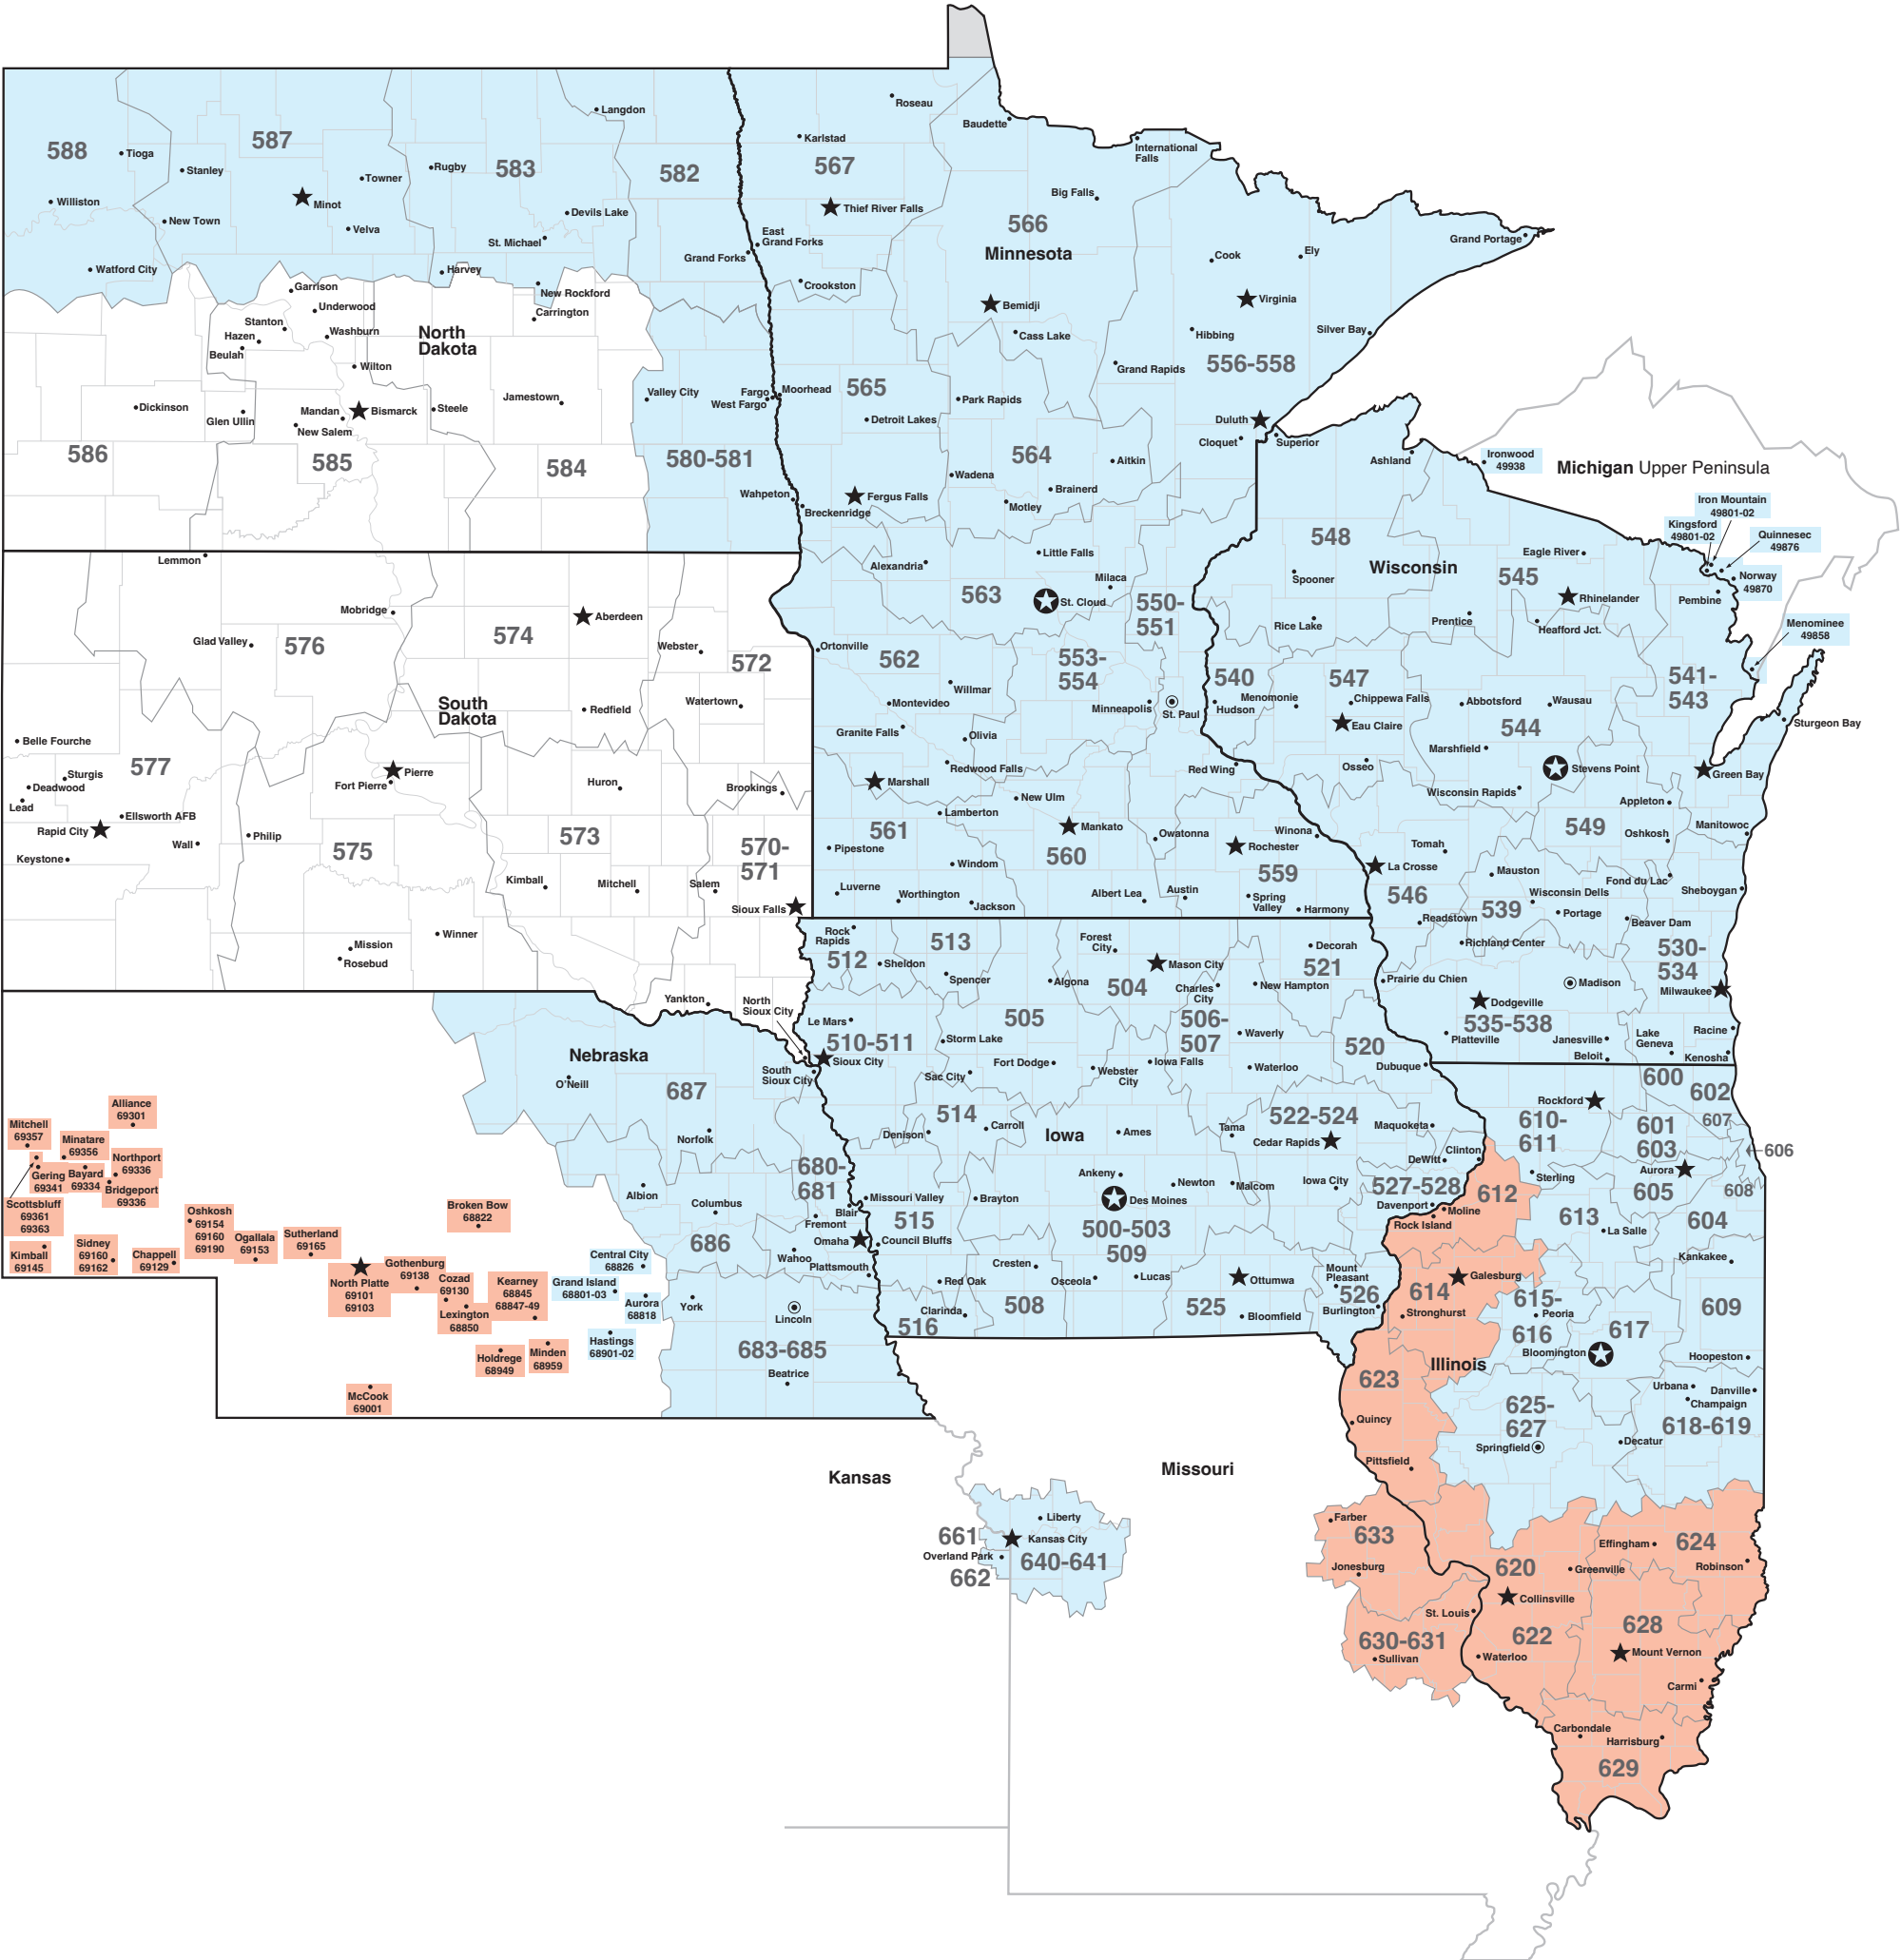 Roseau
Baudette
Langdon
Karlstad
International
Falls
588
587
Tioga
Stanley
Towner
Rugby
583
582
567
Big Falls
Williston
Minot
New Town
Velva
Devils Lake
St. Michael
Thief River Falls
566
Minnesota
East
Grand Forks
Grand Forks
Cook
Ely
Grand Portage
Watford City
Harvey
Crookston
Virginia
Garrison
New Rockford
Underwood
Carrington
Bemidji
Stanton
Hazen
Washburn
Beulah
North
Dakota
Cass Lake
Hibbing
Silver Bay
Wilton
Grand Rapids
556-558
Dickinson
Glen Ullin
Mandan
Bismarck
New Salem
Steele
Jamestown
Valley City
Fargo
West Fargo
Moorhead
565
Detroit Lakes
Park Rapids
Duluth
Cloquet
Superior
586
585
584
580-581
564
Aitkin
Wadena
Brainerd
Motley
Ashland
Ironwood
49938
Michigan Upper Peninsula
Wahpeton
Breckenridge
Fergus Falls
Iron Mountain
49801-02
Kingsford
49801-02
Quinnesec
49876
Norway
49870
Menominee
49858
Lemmon
Mobridge
Aberdeen
Glad Valley
576
574
Webster
572
Alexandria
Little Falls
Milaca
563
St. Cloud
550-
551
548
Spooner
Wisconsin
545
Eagle River
Rhinelander
Pembine
Rice Lake
Prentice
Heafford Jct.
Ortonville
562
553-
554
540
547
541-
543
South
Dakota
Redfield
Watertown
Willmar
Montevideo
Minneapolis
St. Paul
Hudson
Menomonie
Chippewa Falls
Eau Claire
Abbotsford
Wausau
544
Sturgeon Bay
Belle Fourche
577
Sturgis
Deadwood
Lead
Pierre
Fort Pierre
Huron
Brookings
Granite Falls
Olivia
Redwood Falls
Red Wing
Osseo
Marshfield
Stevens Point
Green Bay
Ellsworth AFB
Rapid City
Keystone
Wall
Philip
575
573
570-
571
Marshall
New Ulm
Lamberton
561
Mankato
560
Owatonna
Winona
Rochester
559
Wisconsin Rapids
Appleton
549
Oshkosh
Manitowoc
Pipestone
Windom
Luverne
Worthington
Jackson
Albert Lea
Austin
Spring
Valley
Harmony
Tomah
La Crosse
546
Mauston
Fond du Lac
Sheboygan
Wisconsin Dells
539
Portage
Readstown
Beaver Dam
Richland Center
530-
534
Kimball
Mitchell
Salem
Sioux Falls
Mission
Rosebud
Winner
Yankton
North
Sioux City
Rock
Rapids
512
Sheldon
513
Spencer
Forest
City
Algona
Mason City
504
Charles
City
Decorah
521
New Hampton
Prairie du Chien
Madison
Milwaukee
Dodgeville
535-538
Platteville
Janesville
Beloit
Lake
Geneva
Racine
Kenosha
Nebraska
O'Neill
687
Norfolk
Le Mars
510-511
Sioux City
South
Sioux City
505
Storm Lake
Sac City
Fort Dodge
Webster
City
506-
507
Iowa Falls
Waverly
Waterloo
520
Dubuque
600
602
Rockford
610-
611
601
603
607
606
Aurora
605
608
Alliance
69301
Mitchell
69357
Minatare
69356
Northport
69336
Gering
69341
Bayard
69334
Bridgeport
69336
Scottsbluff
69361
69363
Kimball
69145
Sidney
69160
69162
Chappell
69129
Oshkosh
69154
69160
69190
Ogallala
69153
Sutherland
69165
North Platte
69101
69103
Gothenburg
69138
Cozad
69130
Lexington
68850
Broken Bow
68822
Kearney
68845
68847-49
Holdrege
68949
Minden
68959
McCook
69001
Central City
68826
Grand Island
68801-03
Aurora
68818
Hastings
68901-02
680-
681
Albion
Columbus
686
Blair
Fremont
Omaha
Wahoo
Plattsmouth
York
Lincoln
683-685
Beatrice
514
Denison
Carroll
Iowa
Ames
Tama
522-524
Cedar Rapids
Maquoketa
DeWitt
Clinton
Missouri Valley
515
Council Bluffs
Brayton
Ankeny
Des Moines
500-503
509
Newton
Malcom
Iowa City
527-528
Davenport
Moline
Rock Island
612
Sterling
613
La Salle
604
Kankakee
Red Oak
Clarinda
516
Creston
508
Osceola
Lucas
525
Ottumwa
Bloomfield
Mount
Pleasant
526
Burlington
Galesburg
614
Stronghurst
615-
616
Peoria
617
Bloomington
609
Hoopeston
623
Illinois
Urbana
Danville
Champaign
618-619
625-
627
Springfield
Decatur
Quincy
Pittsfield
Kansas
Missouri
Liberty
661
Kansas City
Overland Park
640-641
662
Farber
633
Jonesburg
St. Louis
630-631
Sullivan
620
Greenville
Collinsville
622
Waterloo
Effingham
624
Robinson
628
Mount Vernon
Carmi
Carbondale
Harrisburg
629